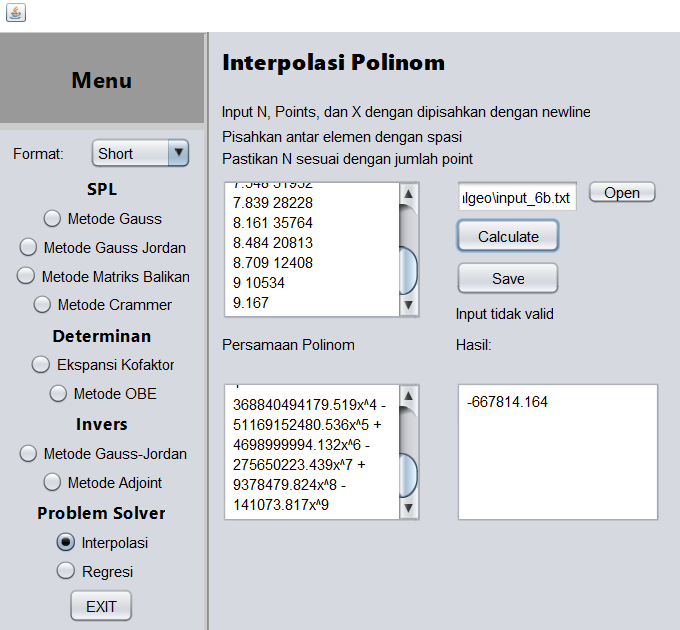 Menu
Format:
Short
SPL
Metode Gauss
Metode Gauss Jordan
Metode Matriks Balikan
Metode Crammer
Determinan
Ekspansi Kofaktor
Metode OBE
Invers
Metode Gauss-Jordan
Metode Adjoint
Problem Solver
Interpolasi
Regresi
EXIT
Interpolasi Polinom
Input N, Points, dan X dengan dipisahkan dengan newline
Pisahkan antar elemen dengan spasi
Pastikan N sesuai dengan jumlah point
7.548 51952
7.839 28228
8.161 35764
8.484 20813
8.709 12408
9 10534
9.167
ılgeo\input_6b.txt
Open
Calculate
Save
Input tidak valid
Persamaan Polinom
368840494179.519x^4 -
51169152480.536x^5 +
4698999994.132x^6 -
275650223.439x^7 +
9378479.824x^8 -
141073.817x^9
Hasil:
-667814.164